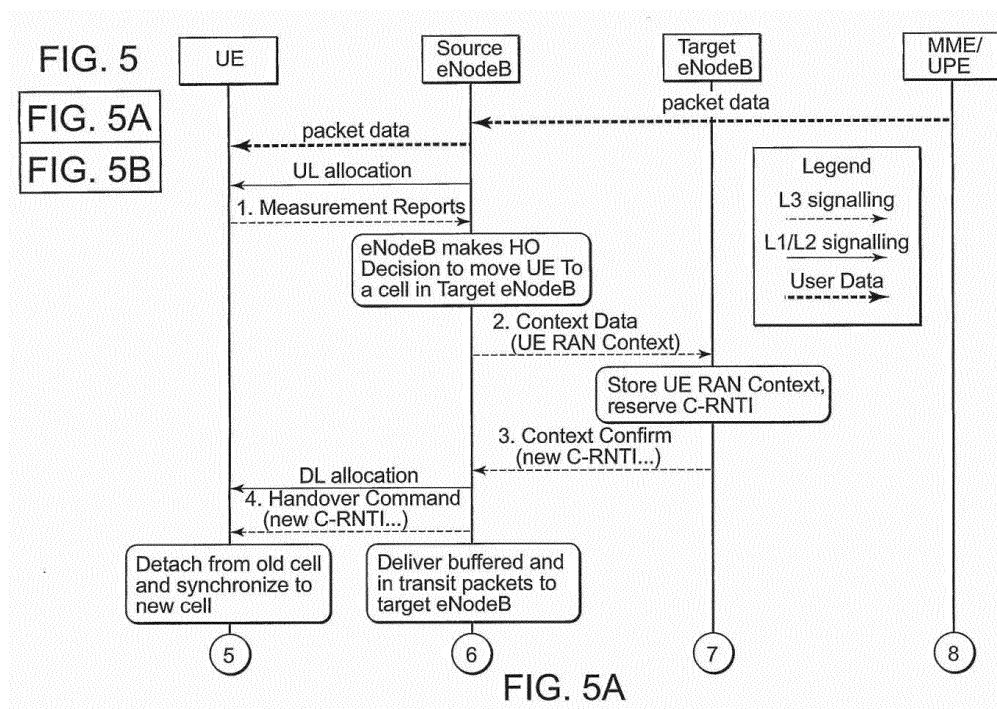 FIG. 5
FIG. 5A
FIG. 5B
UE
Source
eNodeB
Target
eNodeB
MME/
UPE
packet data
packet data
UL allocation
1. Measurement Reports
eNodeB makes HO
Decision to move UE To
a cell in Target eNodeB
Legend
L3 signalling
L1/L2 signalling
User Data
2. Context Data
(UE RAN Context)
Store UE RAN Context,
reserve C-RNTI
3. Context Confirm
(new C-RNTI...)
DL allocation
4. Handover Command
(new C-RNTI...)
Detach from old cell
and synchronize to
new cell
Deliver buffered and
in transit packets to
target eNodeB
5
6
7
8
FIG. 5A